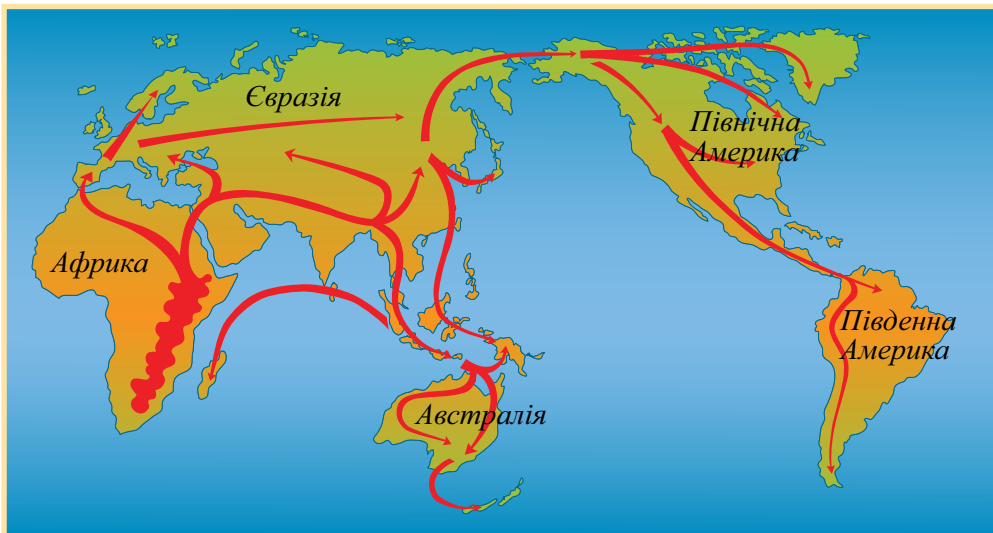 Євразія
Північна
Америка
Африка
Південна
Америка
Австралія